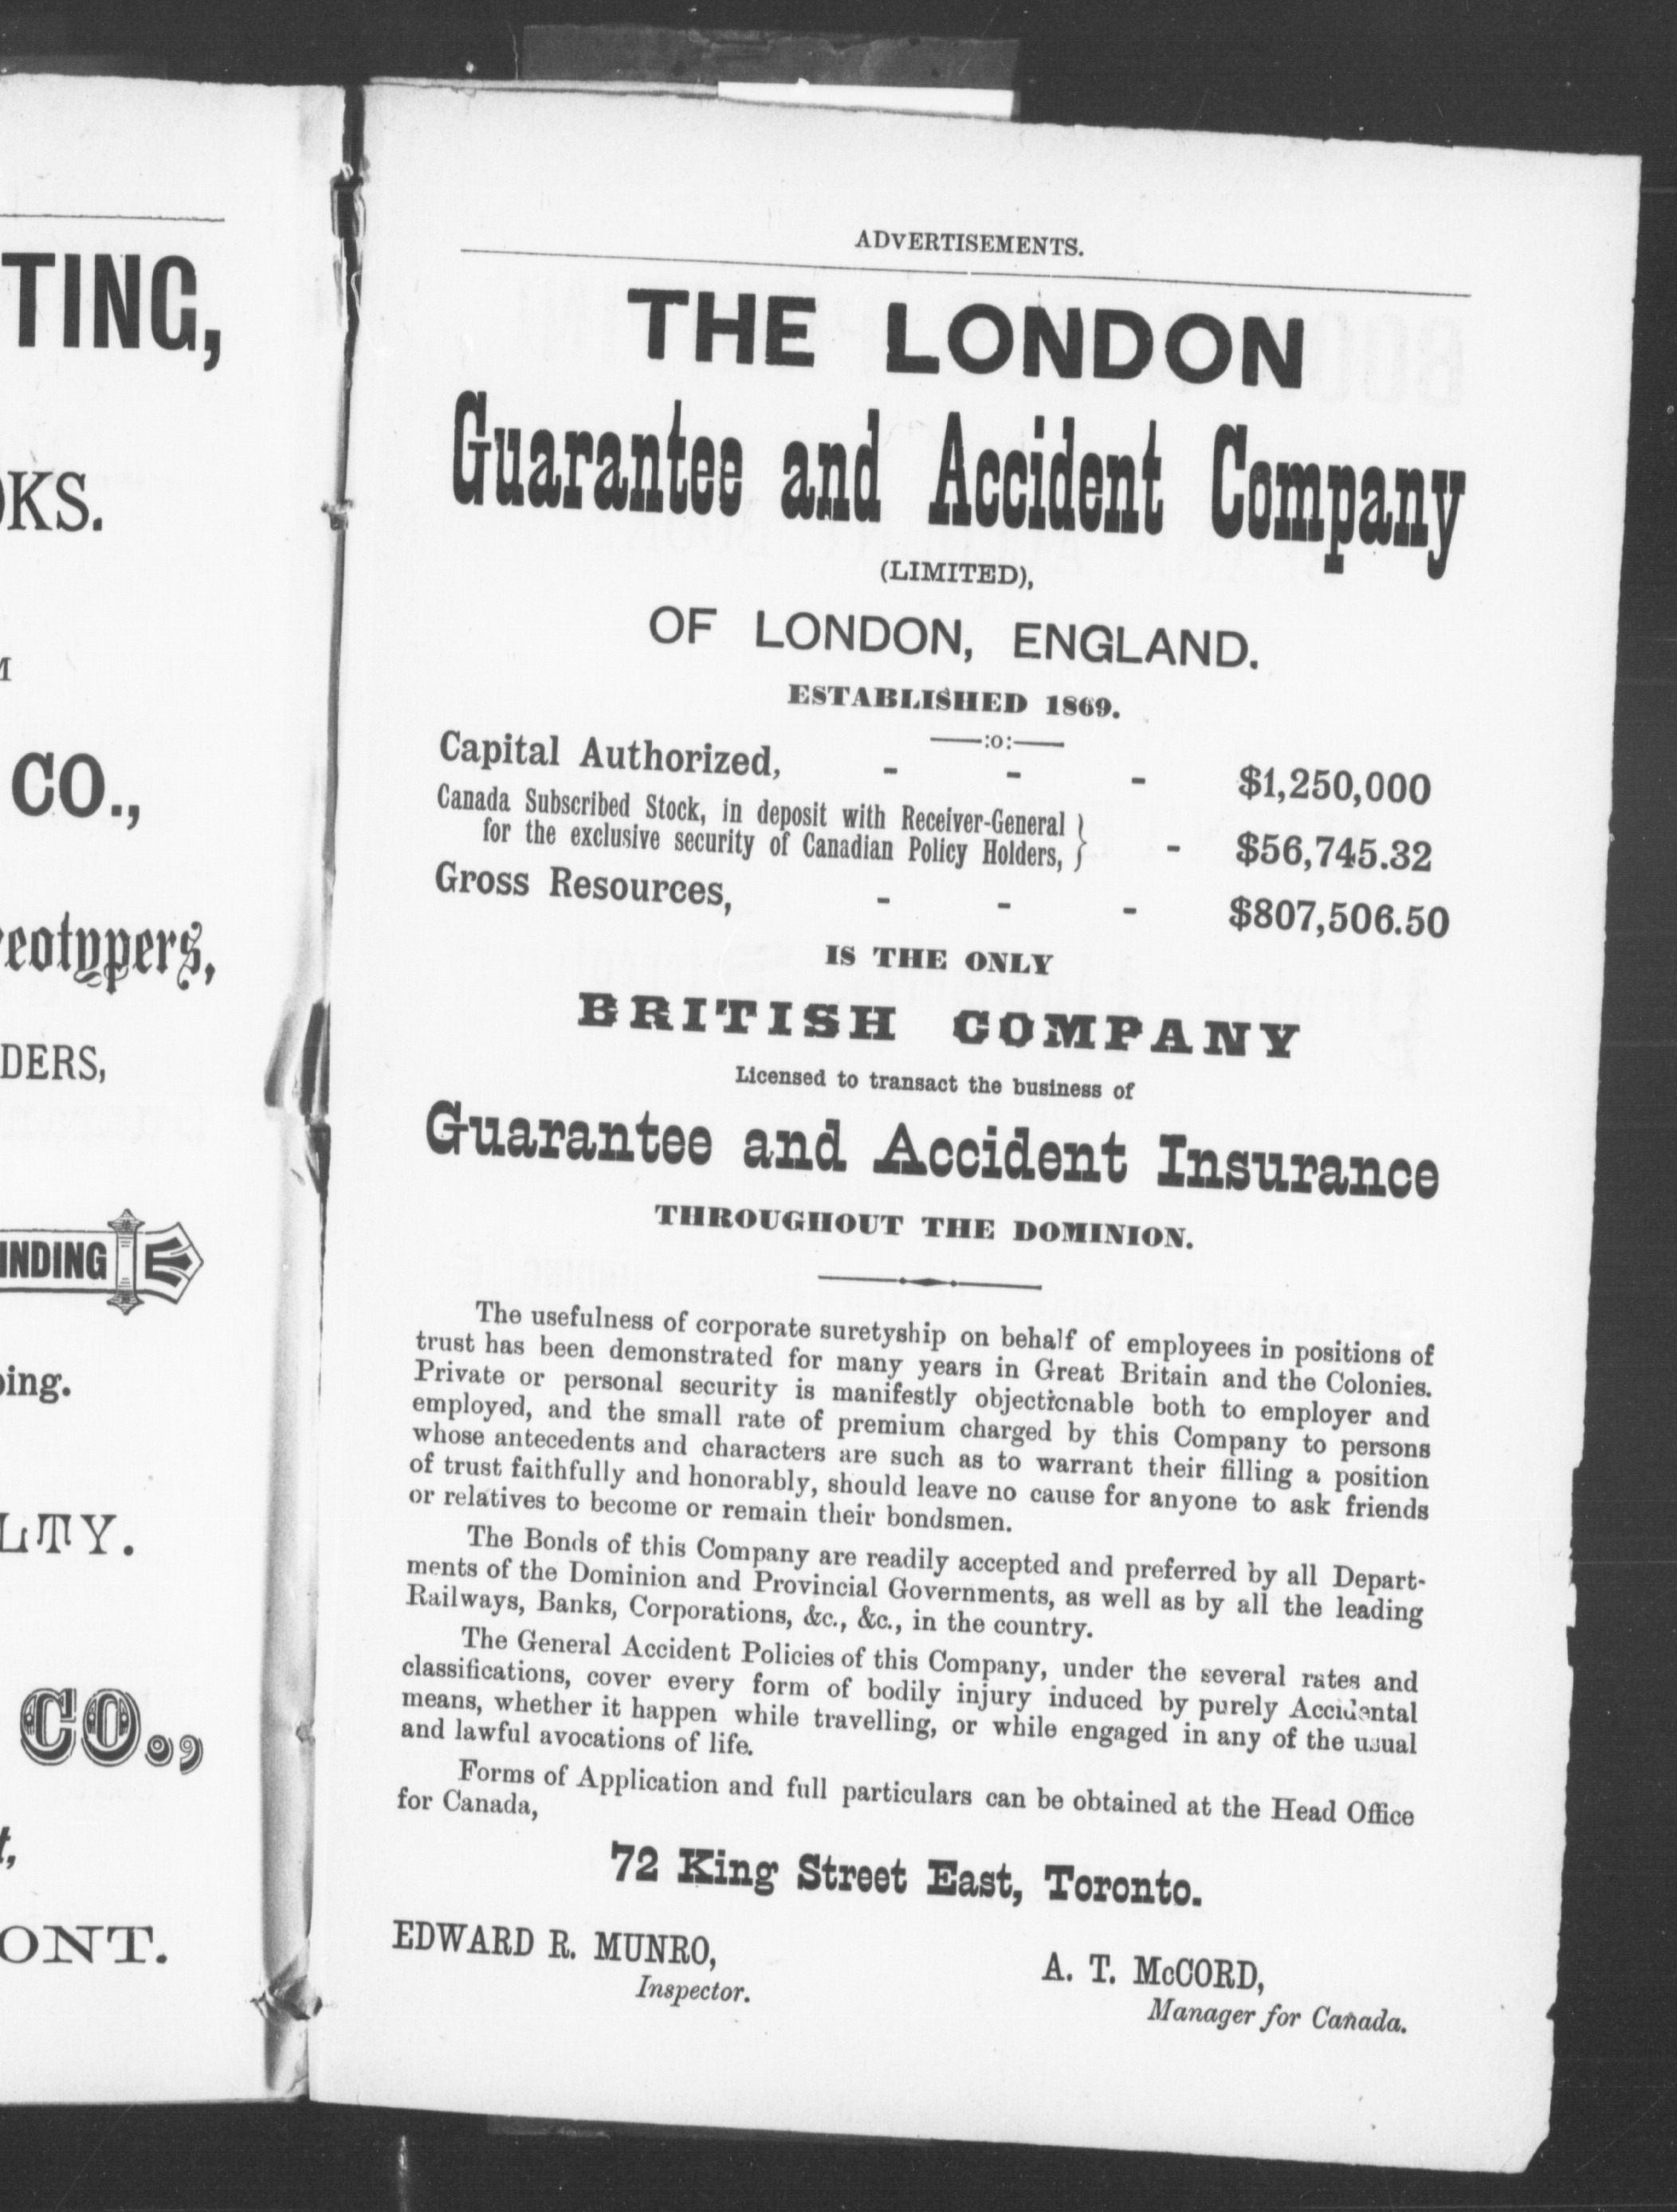 TING,
KS.
CO.,
eotypers,
DERS,
INDING
ing.
LTY.
CO.,
t,
ONT.
ADVERTISEMENTS.
THE LONDON
Guarantee and Accident Company
(LIMITED),
OF LONDON, ENGLAND.
ESTABLISHED 1869.
——:o:——
Capital Authorized, - - - $1,250,000
Canada Subscribed Stock, in deposit with Receiver-General
for the exclusive security of Canadian Policy Holders, } - $56,745.32
Gross Resources, - - - $807,506.50
IS THE ONLY
BRITISH COMPANY
Licensed to transact the business of
Guarantee and Accident Insurance
THROUGHOUT THE DOMINION.
The usefulness of corporate suretyship on behalf of employees in positions of
trust has been demonstrated for many years in Great Britain and the Colonies.
Private or personal security is manifestly objectionable both to employer and
employed, and the small rate of premium charged by this Company to persons
whose antecedents and characters are such as to warrant their filling a position
of trust faithfully and honorably, should leave no cause for anyone to ask friends
or relatives to become or remain their bondsmen.
The Bonds of this Company are readily accepted and preferred by all Depart-
ments of the Dominion and Provincial Governments, as well as by all the leading
Railways, Banks, Corporations, &c., &c., in the country.
The General Accident Policies of this Company, under the several rates and
classifications, cover every form of bodily injury induced by purely Accidental
means, whether it happen while travelling, or while engaged in any of the usual
and lawful avocations of life.
Forms of Application and full particulars can be obtained at the Head Office
for Canada,
72 King Street East, Toronto.
EDWARD R. MUNRO,
Inspector.
A. T. McCORD,
Manager for Canada.